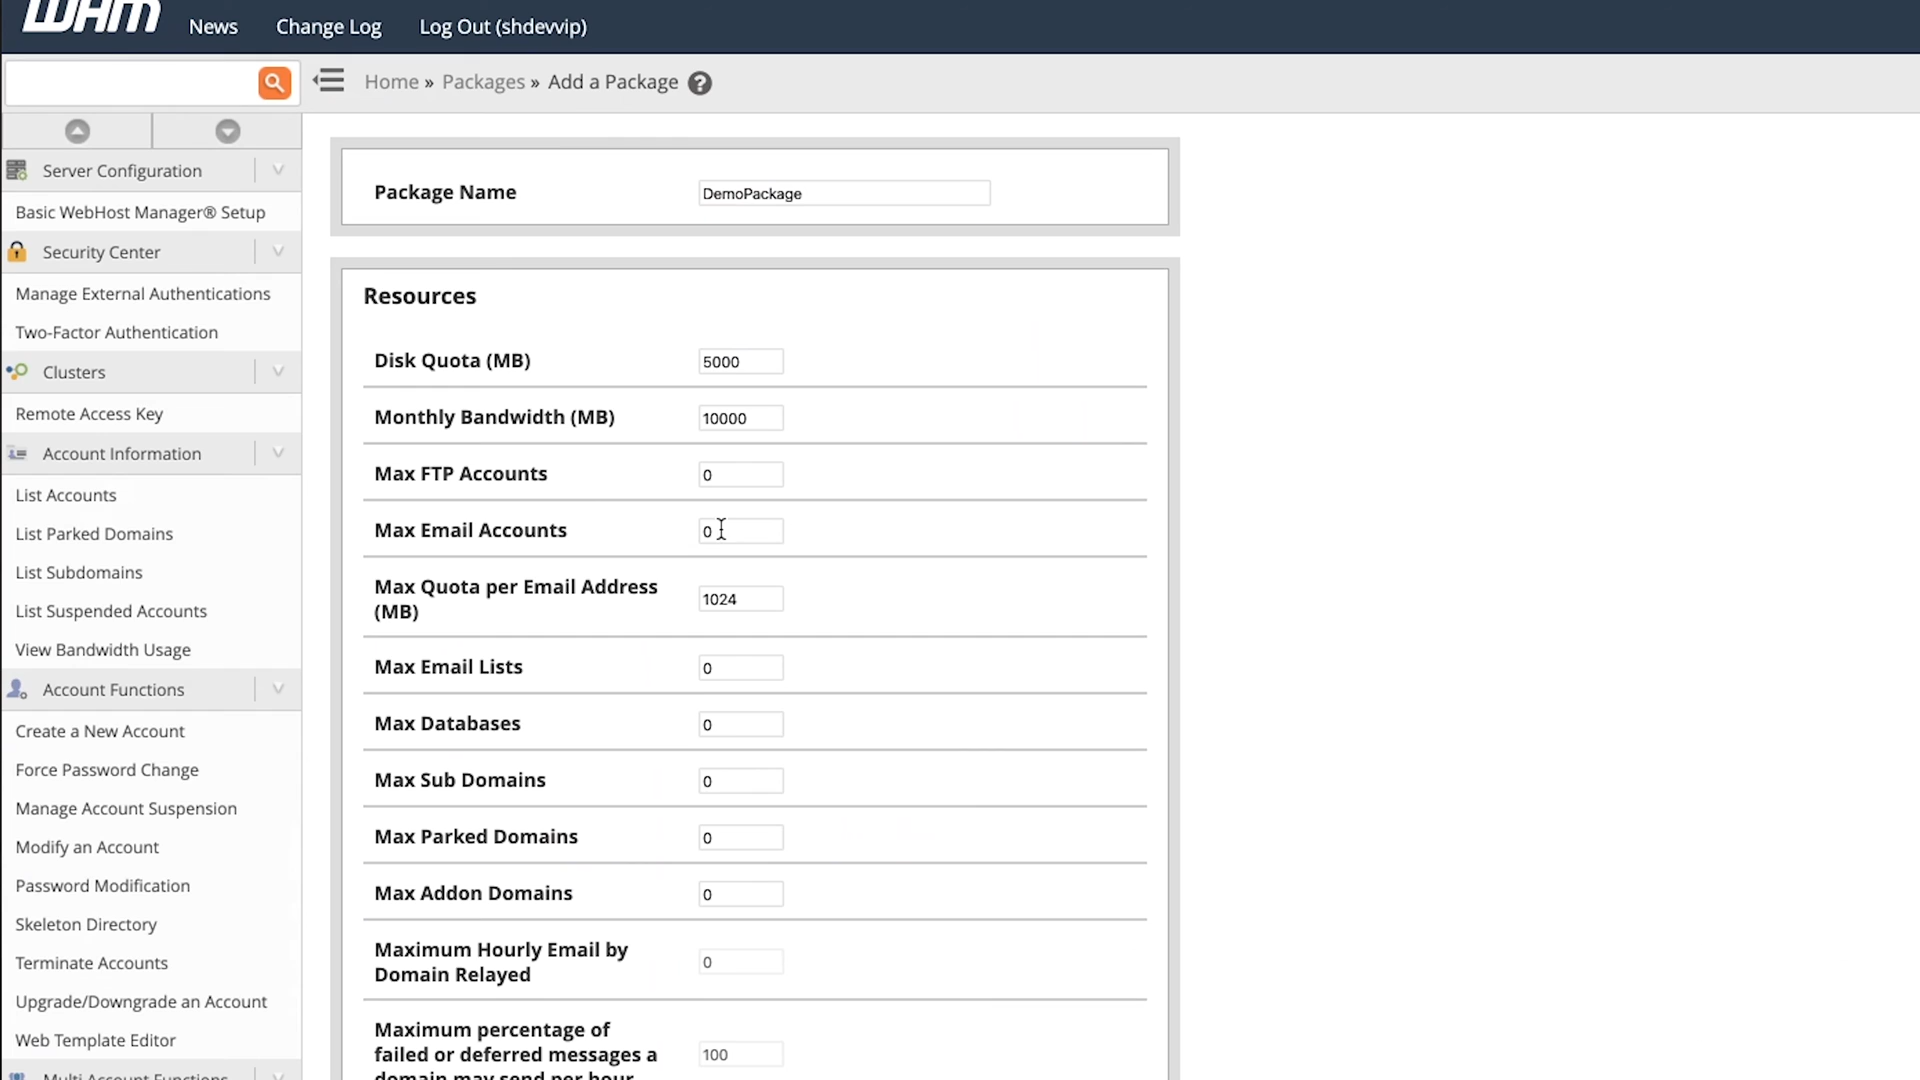 WHM News Change Log Log Out (shdevvip)
Home » Packages » Add a Package ?
Server Configuration
Basic WebHost Manager® Setup
Security Center
Manage External Authentications
Two-Factor Authentication
Clusters
Remote Access Key
Account Information
List Accounts
List Parked Domains
List Subdomains
List Suspended Accounts
View Bandwidth Usage
Account Functions
Create a New Account
Force Password Change
Manage Account Suspension
Modify an Account
Password Modification
Skeleton Directory
Terminate Accounts
Upgrade/Downgrade an Account
Web Template Editor
Multi Account Functions
Package Name DemoPackage
Resources
Disk Quota (MB) 5000
Monthly Bandwidth (MB) 10000
Max FTP Accounts 0
Max Email Accounts 0
Max Quota per Email Address
(MB) 1024
Max Email Lists 0
Max Databases 0
Max Sub Domains 0
Max Parked Domains 0
Max Addon Domains 0
Maximum Hourly Email by
Domain Relayed 0
Maximum percentage of
failed or deferred messages a 100
domain may send per hour